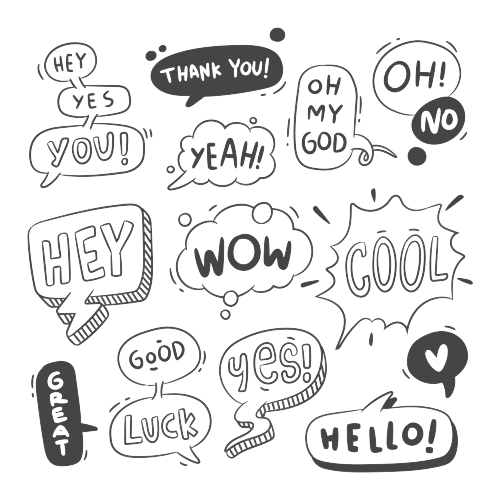 HEY
YES
YOU!
THANK YOU!
YEAH!
OH
MY
GOD
OH!
NO
HEY
WOW
COOL
GREAT
GOOD
LUCK
yes!
HELLO!